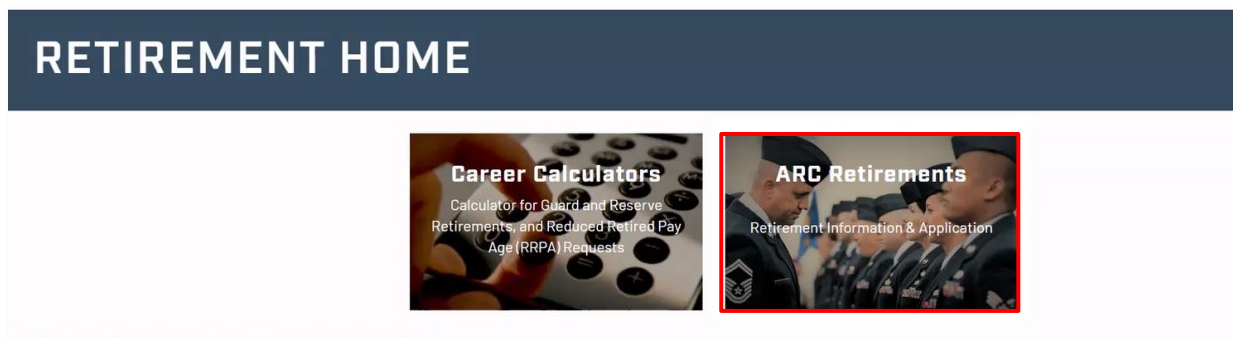 RETIREMENT HOME
Career Calculators
Calculator for Guard and Reserve
Retirements, and Reduced Retired Pay
Age (RRPA) Requests
ARC Retirements
Retirement Information & Application